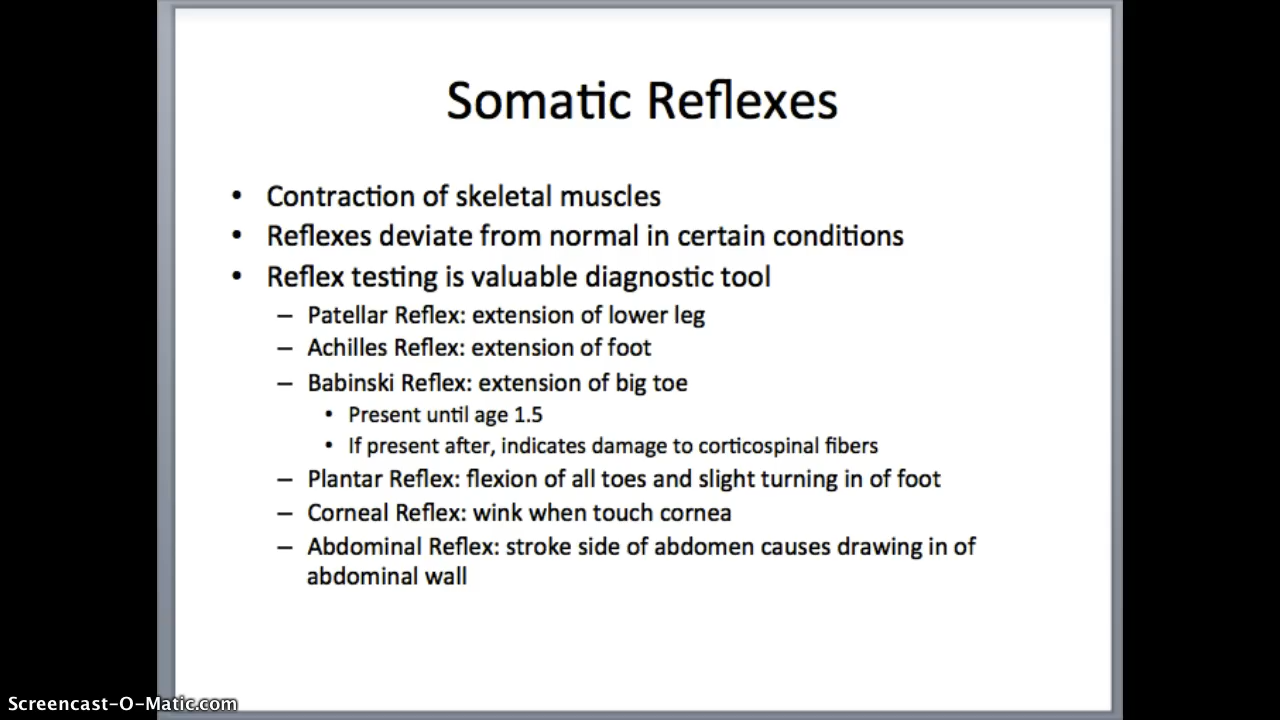 Somatic Reflexes
• Contraction of skeletal muscles
• Reflexes deviate from normal in certain conditions
• Reflex testing is valuable diagnostic tool
– Patellar Reflex: extension of lower leg
– Achilles Reflex: extension of foot
– Babinski Reflex: extension of big toe
• Present until age 1.5
• If present after, indicates damage to corticospinal fibers
– Plantar Reflex: flexion of all toes and slight turning in of foot
– Corneal Reflex: wink when touch cornea
– Abdominal Reflex: stroke side of abdomen causes drawing in of
abdominal wall
Screencast-O-Matic.com